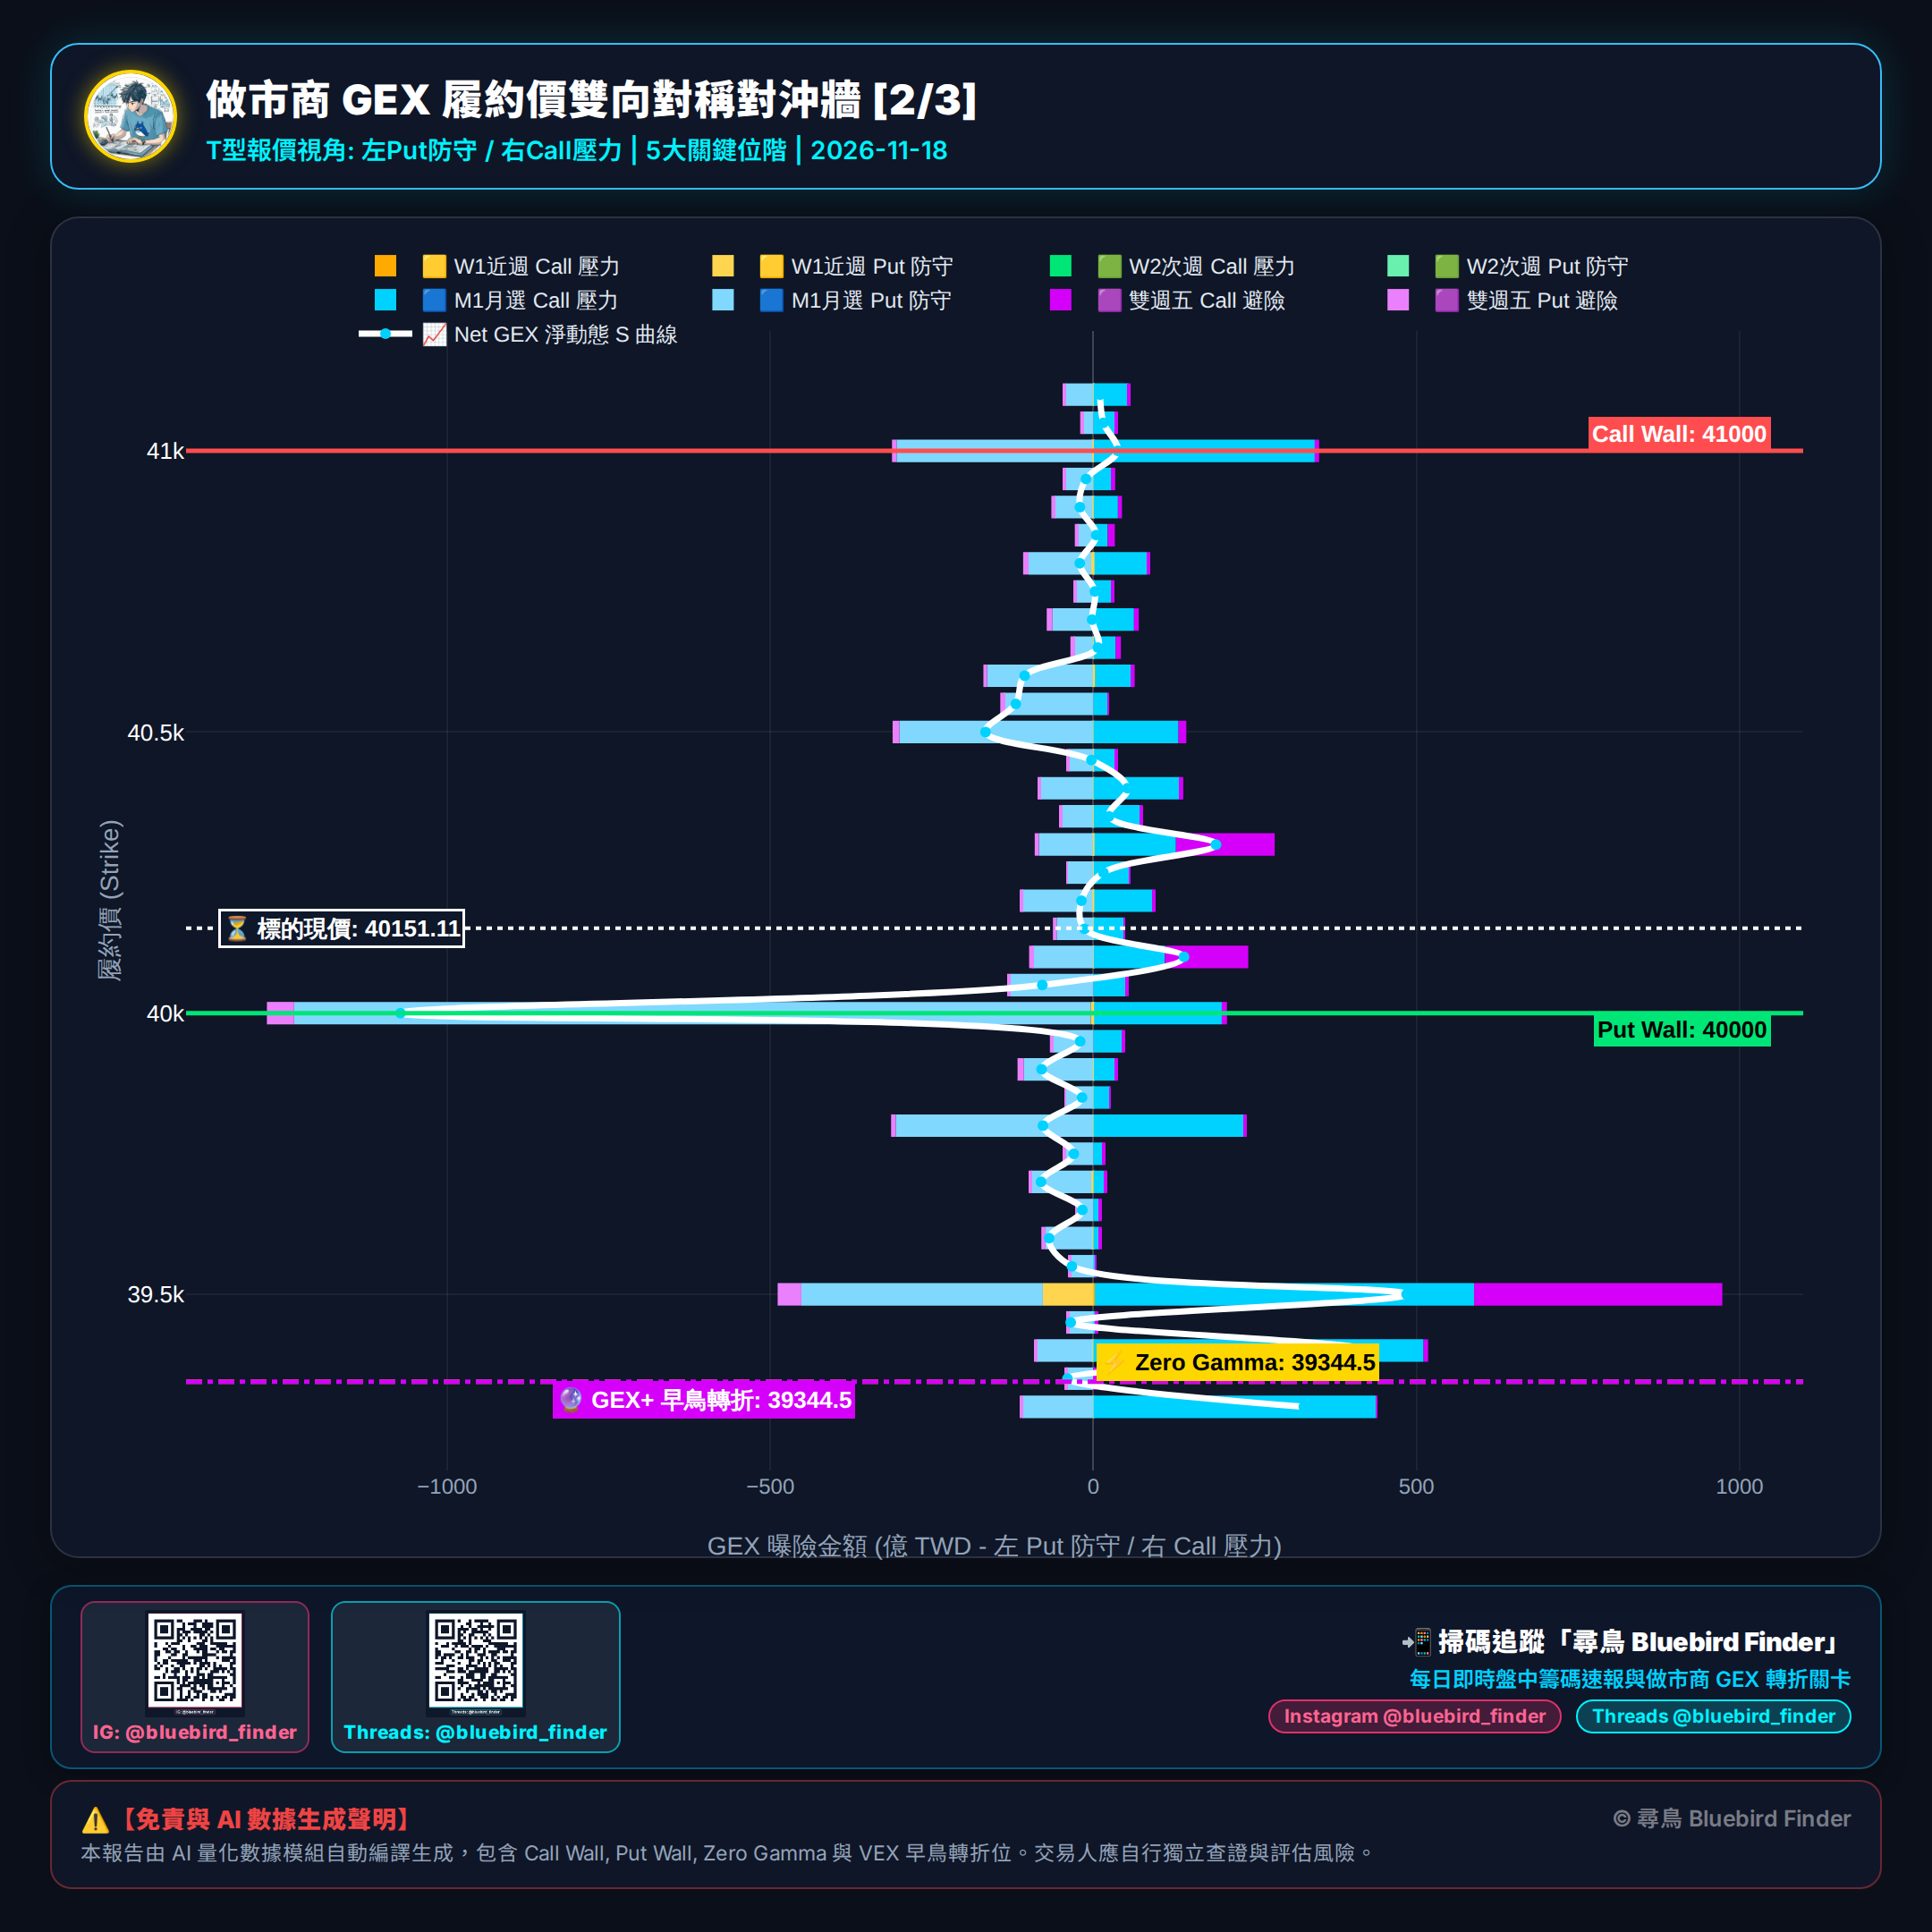 做市商 GEX 履約價雙向對稱對沖牆 [2/3]
T型報價視角: 左Put防守 / 右Call壓力 | 5大關鍵位階 | 2026-11-18
🟨 W1近週 Call 壓力
🟨 W1近週 Put 防守
🟩 W2次週 Call 壓力
🟩 W2次週 Put 防守
🟦 M1月選 Call 壓力
🟦 M1月選 Put 防守
🟪 雙週五 Call 避險
🟪 雙週五 Put 避險
📈 Net GEX 淨動態 S 曲線
Call Wall: 41000
41k
40.5k
履約價 (Strike)
⏳ 標的現價: 40151.11
40k
Put Wall: 40000
39.5k
⚡ Zero Gamma: 39344.5
🔮 GEX+ 早鳥轉折: 39344.5
−1000
−500
0
500
1000
GEX 曝險金額 (億 TWD - 左 Put 防守 / 右 Call 壓力)
IG: @bluebird_finder
Threads: @bluebird_finder
IG: @bluebird_finder
Threads: @bluebird_finder
📲 掃碼追蹤「尋鳥 Bluebird Finder」
每日即時盤中籌碼速報與做市商 GEX 轉折關卡
Instagram @bluebird_finder
Threads @bluebird_finder
⚠️【免責與 AI 數據生成聲明】
© 尋鳥 Bluebird Finder
本報告由 AI 量化數據模組自動編譯生成，包含 Call Wall, Put Wall, Zero Gamma 與 VEX 早鳥轉折位。交易人應自行獨立查證與評估風險。